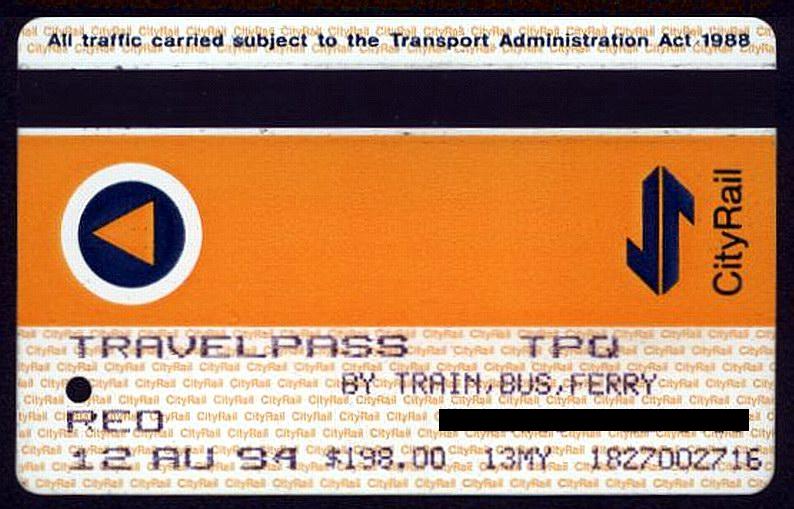 All traffic carried subject to the Transport Administration Act 1988
CityRail
TRAVELPASS TPQ
BY TRAIN,BUS,FERRY
RED
12 AU 94 $198.00 13MY 1827002716